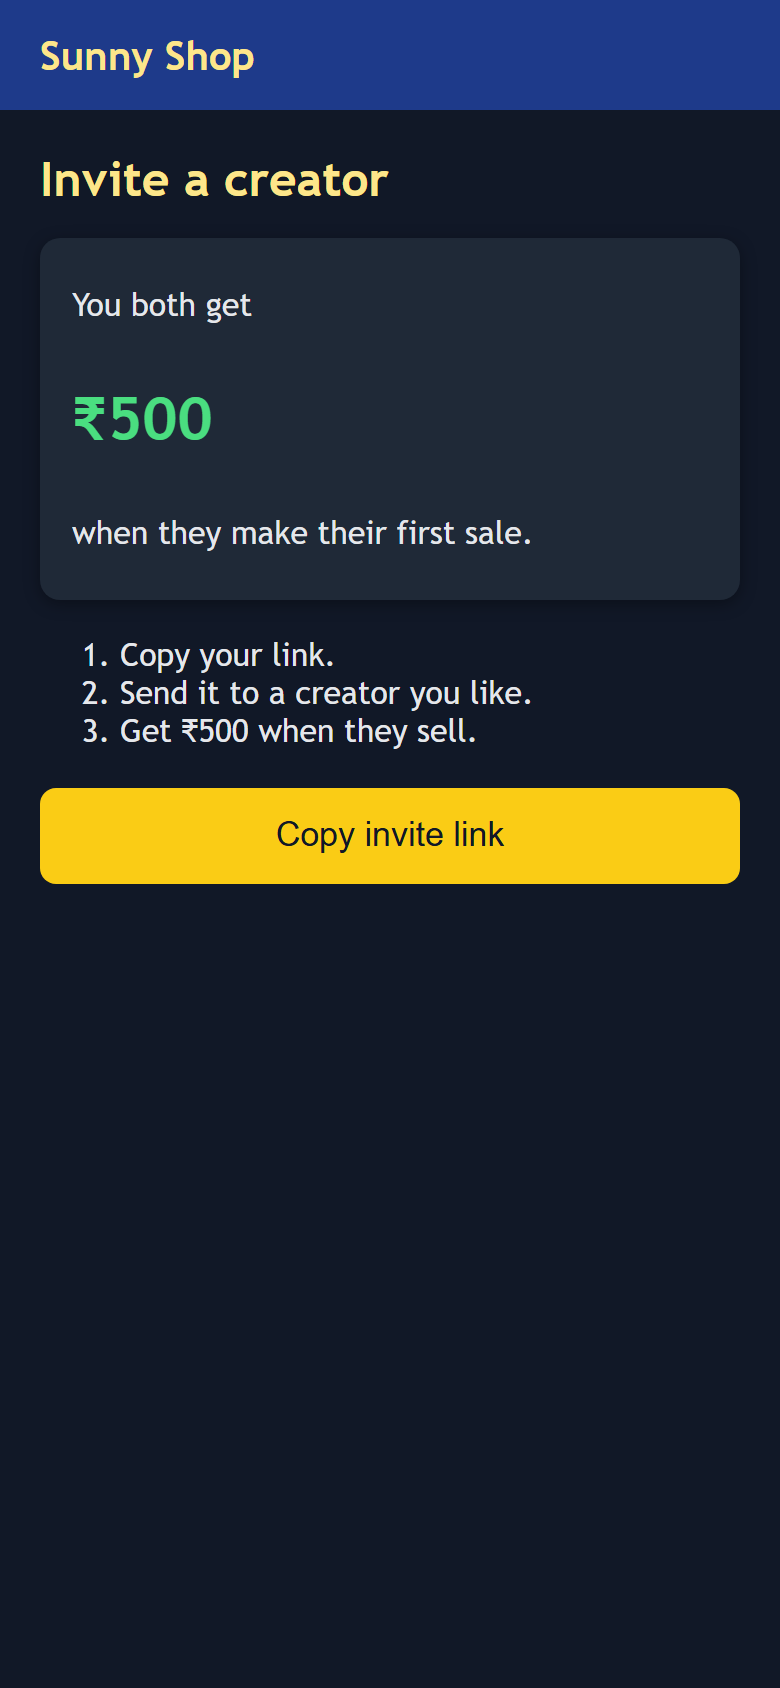 Sunny Shop
Invite a creator
You both get
₹500
when they make their first sale.
1. Copy your link.
2. Send it to a creator you like.
3. Get ₹500 when they sell.
Copy invite link